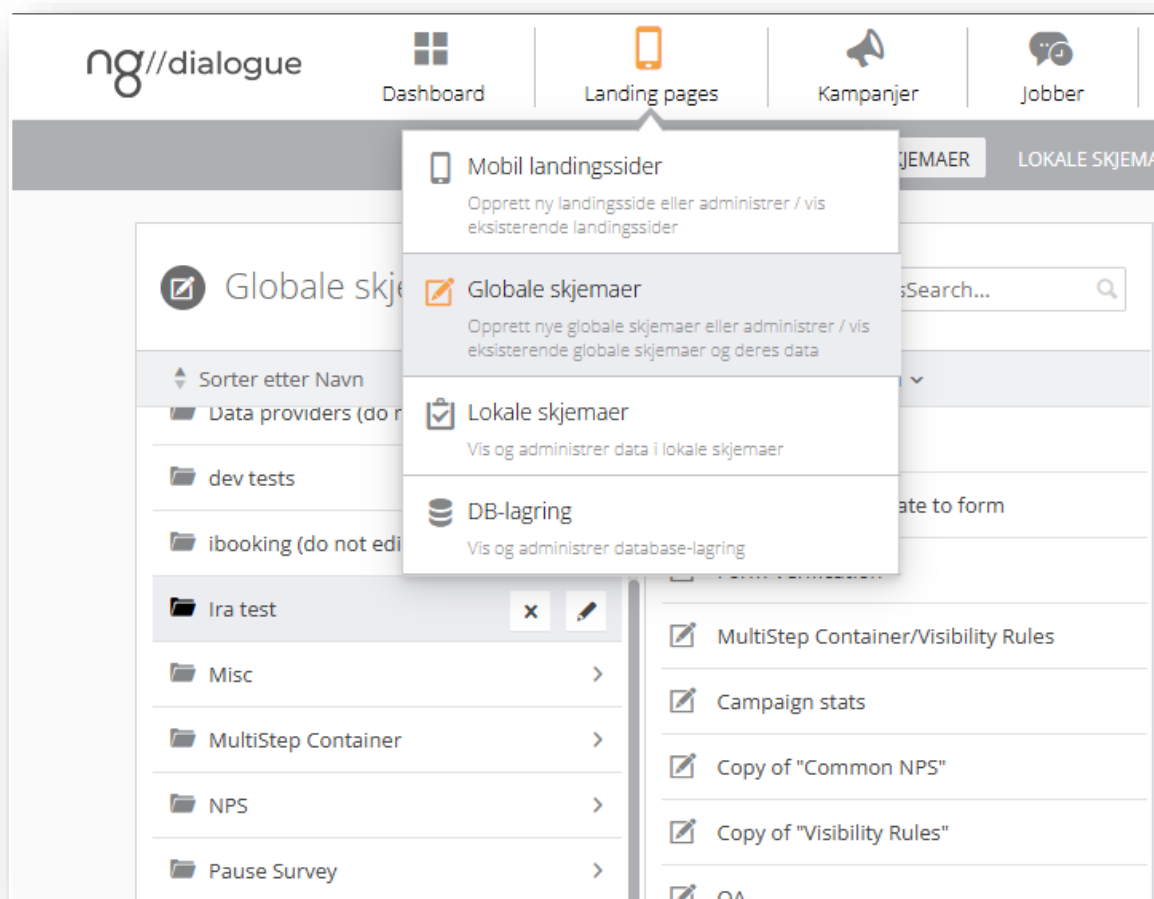 ng//dialogue
Dashboard
Landing pages
Kampanjer
Jobber
Mobil landingssider
Opprett ny landingsside eller administrer / vis
eksisterende landingssider
Globale skjemaer
Opprett nye globale skjemaer eller administrer / vis
eksisterende globale skjemaer og deres data
Lokale skjemaer
Vis og administrer data i lokale skjemaer
DB-lagring
Vis og administrer database-lagring
JEMAER
LOKALE SKJEMA
Globale skje
sSearch...
Sorter etter Navn
Data providers (do n
dev tests
ibooking (do not edi
Ira test
Misc
MultiStep Container
NPS
Pause Survey
ate to form
Form Verification
MultiStep Container/Visibility Rules
Campaign stats
Copy of "Common NPS"
Copy of "Visibility Rules"
QA